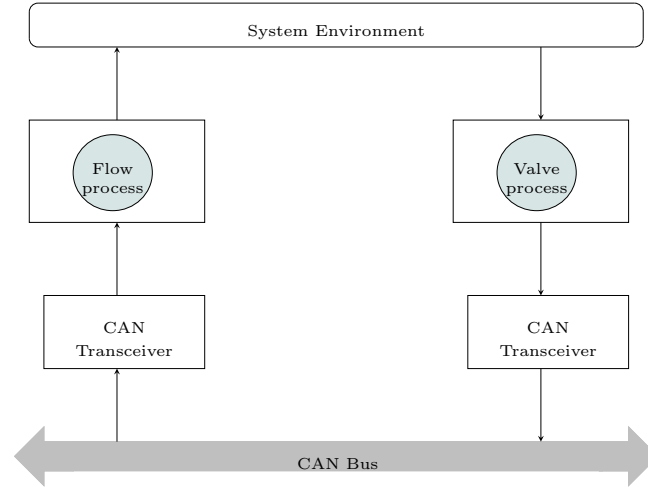 System Environment
Flow
process
Valve
process
CAN
Transceiver
CAN
Transceiver
CAN Bus